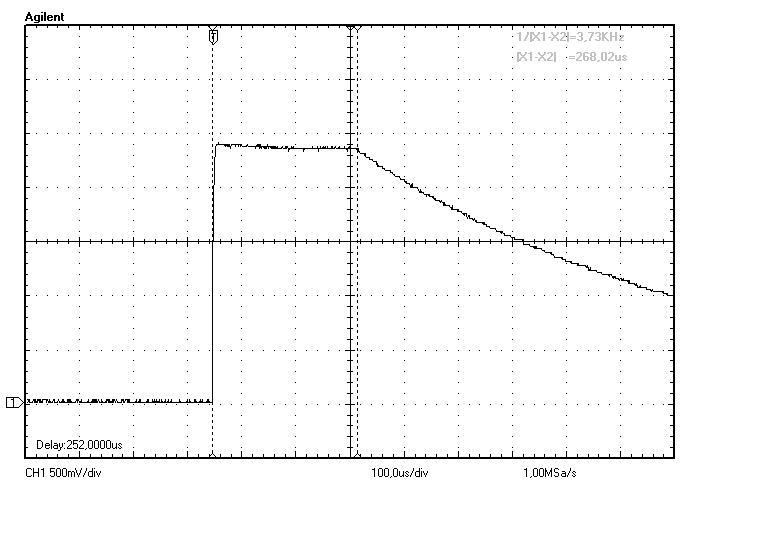 Agilent
1/|X1-X2|=3,73KHz
|X1-X2| =268,02us
T
1
Delay:252,0000us
CH1 500mV/div 100,0us/div 1,00MSa/s